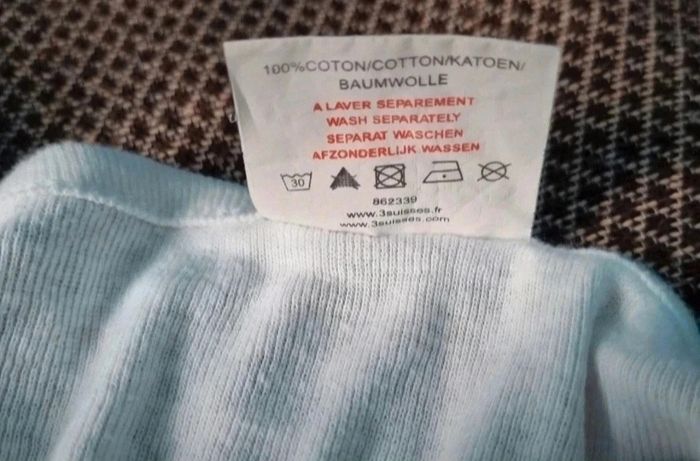 100%COTON/COTTON/KATOEN/
BAUMWOLLE
A LAVER SEPAREMENT
WASH SEPARATELY
SEPARAT WASCHEN
AFZONDERLIJK WASSEN
30
862339
www.3suisses.fr
www.3suisses.com